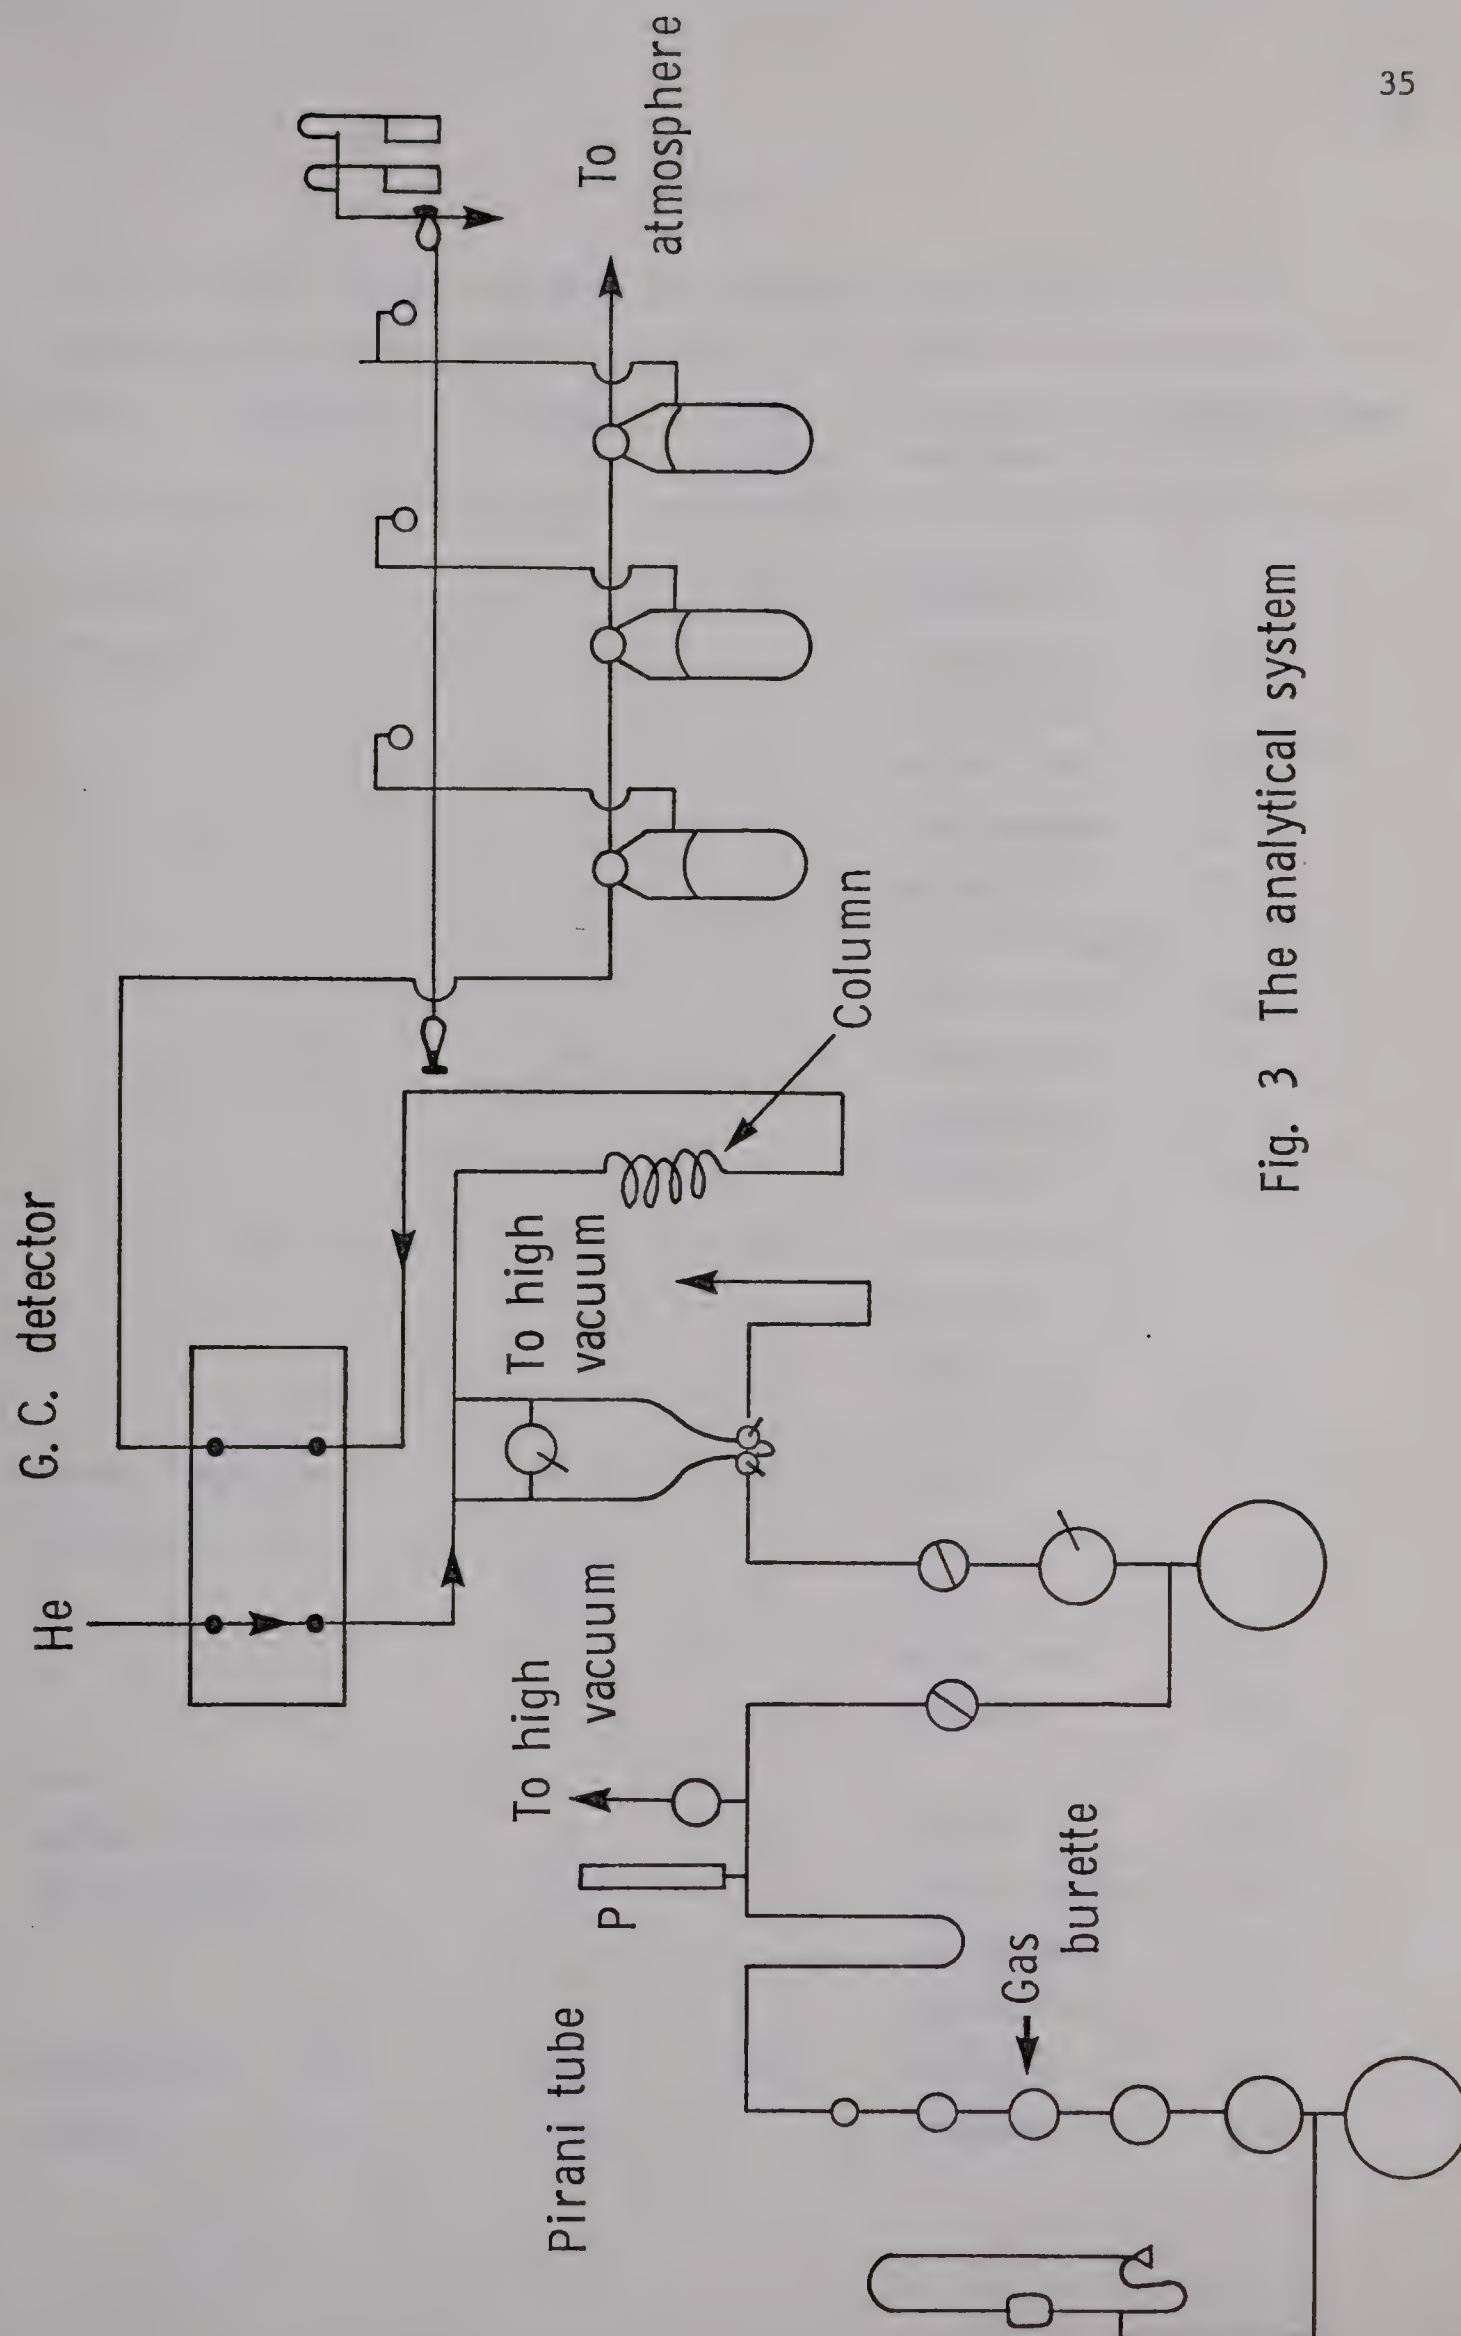 35
G. C. detector
He
To high
vacuum
To high
vacuum
To
atmosphere
Column
P
Pirani tube
Gas
burette
Fig. 3 The analytical system